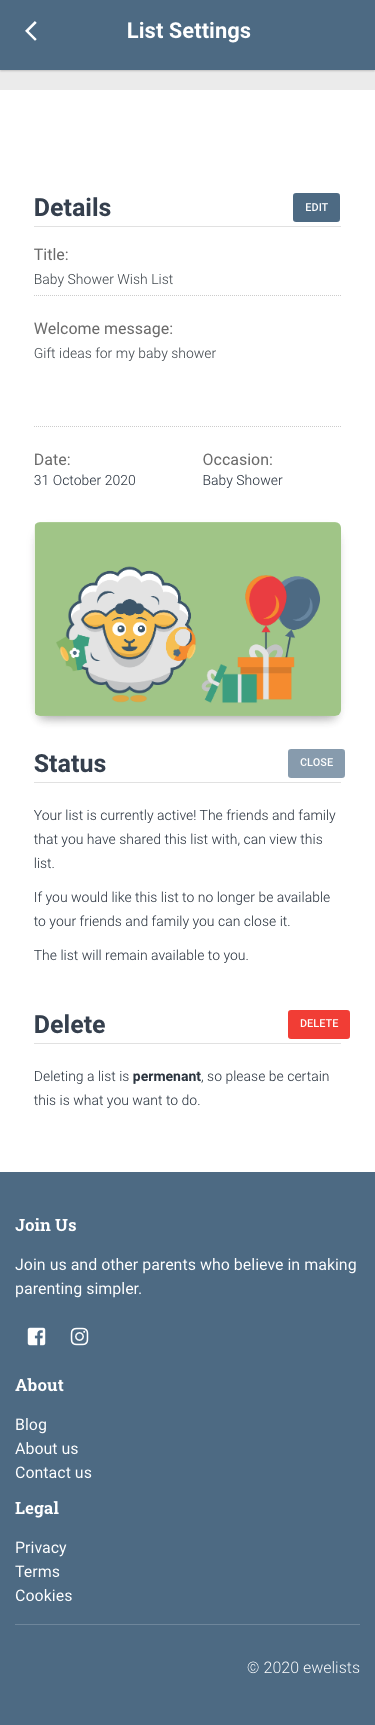 List Settings
Details
EDIT
Title:
Baby Shower Wish List
Welcome message:
Gift ideas for my baby shower
Date:
Occasion:
31 October 2020
Baby Shower
Status
CLOSE
Your list is currently active! The friends and family
that you have shared this list with, can view this
list.
If you would like this list to no longer be available
to your friends and family you can close it.
The list will remain available to you.
Delete
DELETE
Deleting a list is permenant, so please be certain
this is what you want to do.
Join Us
Join us and other parents who believe in making
parenting simpler.
About
Blog
About us
Contact us
Legal
Privacy
Terms
Cookies
© 2020 ewelists